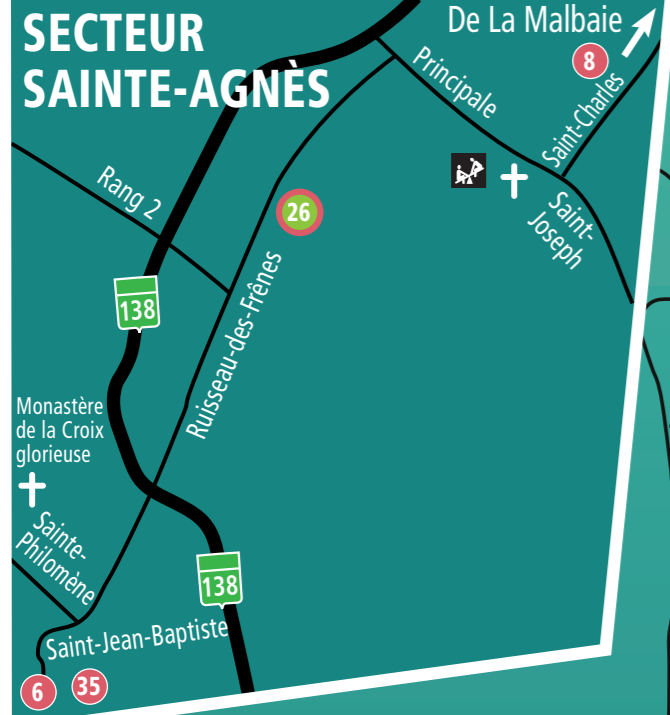 SECTEUR
SAINTE-AGNÈS
De La Malbaie
8
Principale
Saint-Charles
Saint-
Joseph
Rang 2
26
138
Ruisseau-des-Frênes
Monastère
de la Croix
glorieuse
Sainte-
Philomène
138
Saint-Jean-Baptiste
6
35